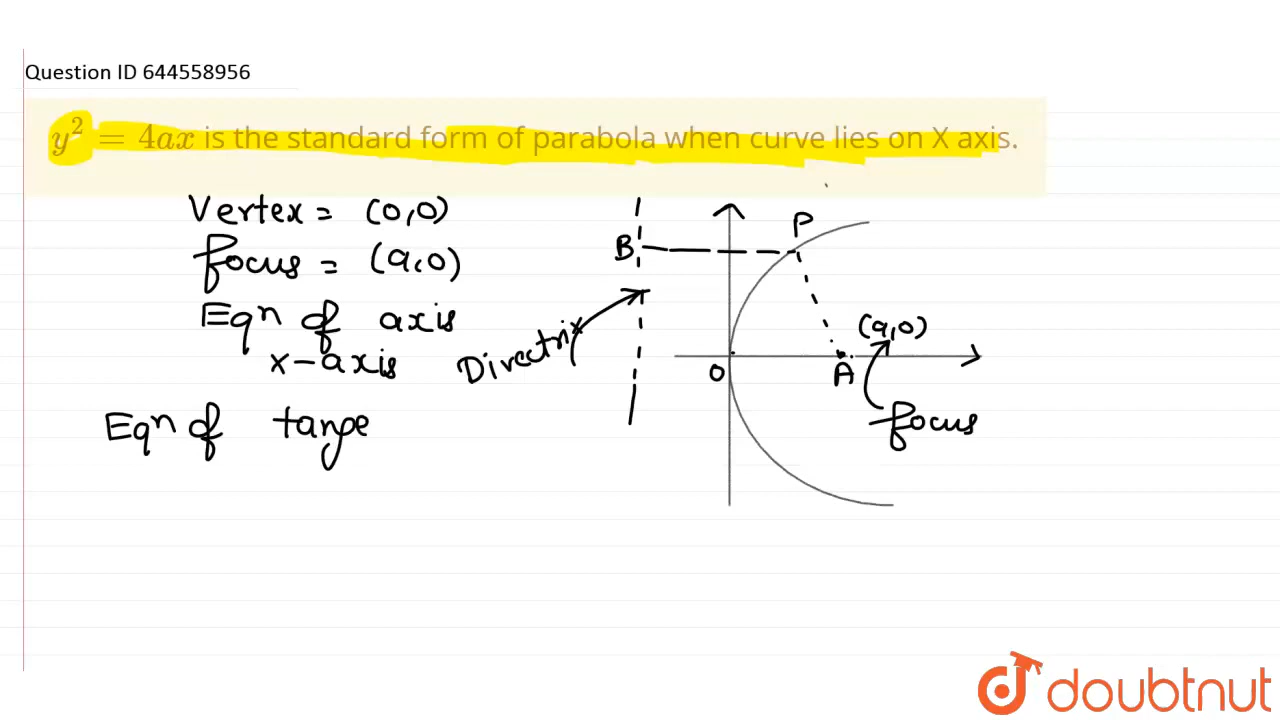 Question ID 644558956
y² = 4ax is the standard form of parabola when curve lies on X axis.
Vertex = (0,0)
focus = (a,0)
Eqn of axis
x-axis
Eqn of tange
Directrix
B
P
(a,0)
O
A
focus
doubtnut